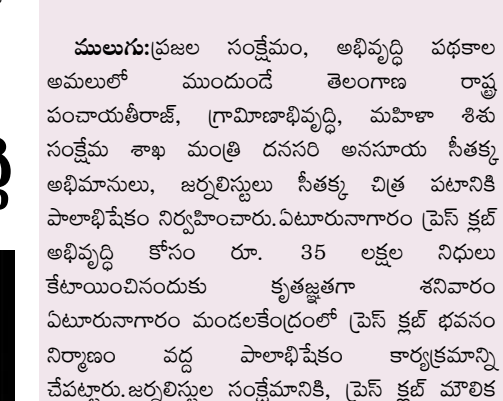 ములుగు:ప్రజల సంక్షేమం, అభివృద్ధి పథకాల
అమలులో ముందుండే తెలంగాణ రాష్ట్ర
పంచాయతీరాజ్, గ్రామీణాభివృద్ధి, మహిళా శిశు
సంక్షేమ శాఖ మంత్రి దనసరి అనసూయ సీతక్క
అభిమానులు, జర్నలిస్టులు సీతక్క చిత్ర పటానికి
పాలాభిషేకం నిర్వహించారు.ఏటూరునాగారం ప్రెస్ క్లబ్
అభివృద్ధి కోసం రూ. 35 లక్షల నిధులు
కేటాయించినందుకు కృతజ్ఞతగా శనివారం
ఏటూరునాగారం మండలకేంద్రంలో ప్రెస్ క్లబ్ భవనం
నిర్మాణం వద్ద పాలాభిషేకం కార్యక్రమాన్ని
చేపట్టారు.జర్నలిస్టుల సంక్షేమానికి, ప్రెస్ క్లబ్ మౌలిక